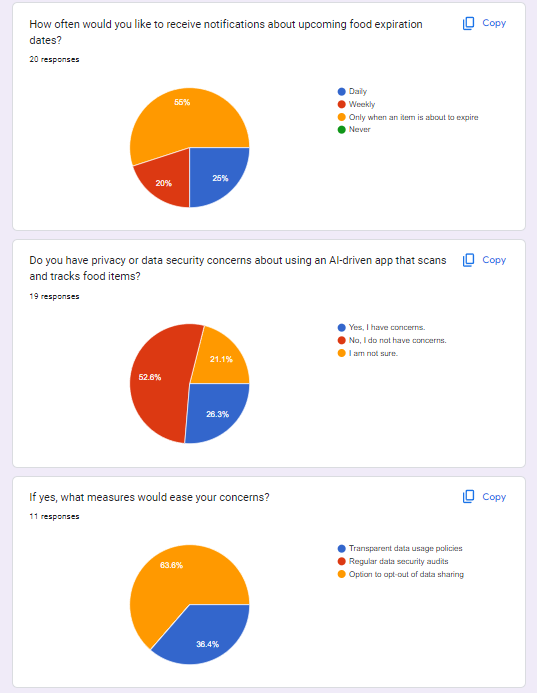 How often would you like to receive notifications about upcoming food expiration
dates?
Copy
20 responses
Daily
Weekly
Only when an item is about to expire
Never
55%
20%
25%
Do you have privacy or data security concerns about using an AI-driven app that scans
and tracks food items?
Copy
19 responses
Yes, I have concerns.
No, I do not have concerns.
I am not sure.
21.1%
52.6%
26.3%
If yes, what measures would ease your concerns?
Copy
11 responses
Transparent data usage policies
Regular data security audits
Option to opt-out of data sharing
63.6%
36.4%